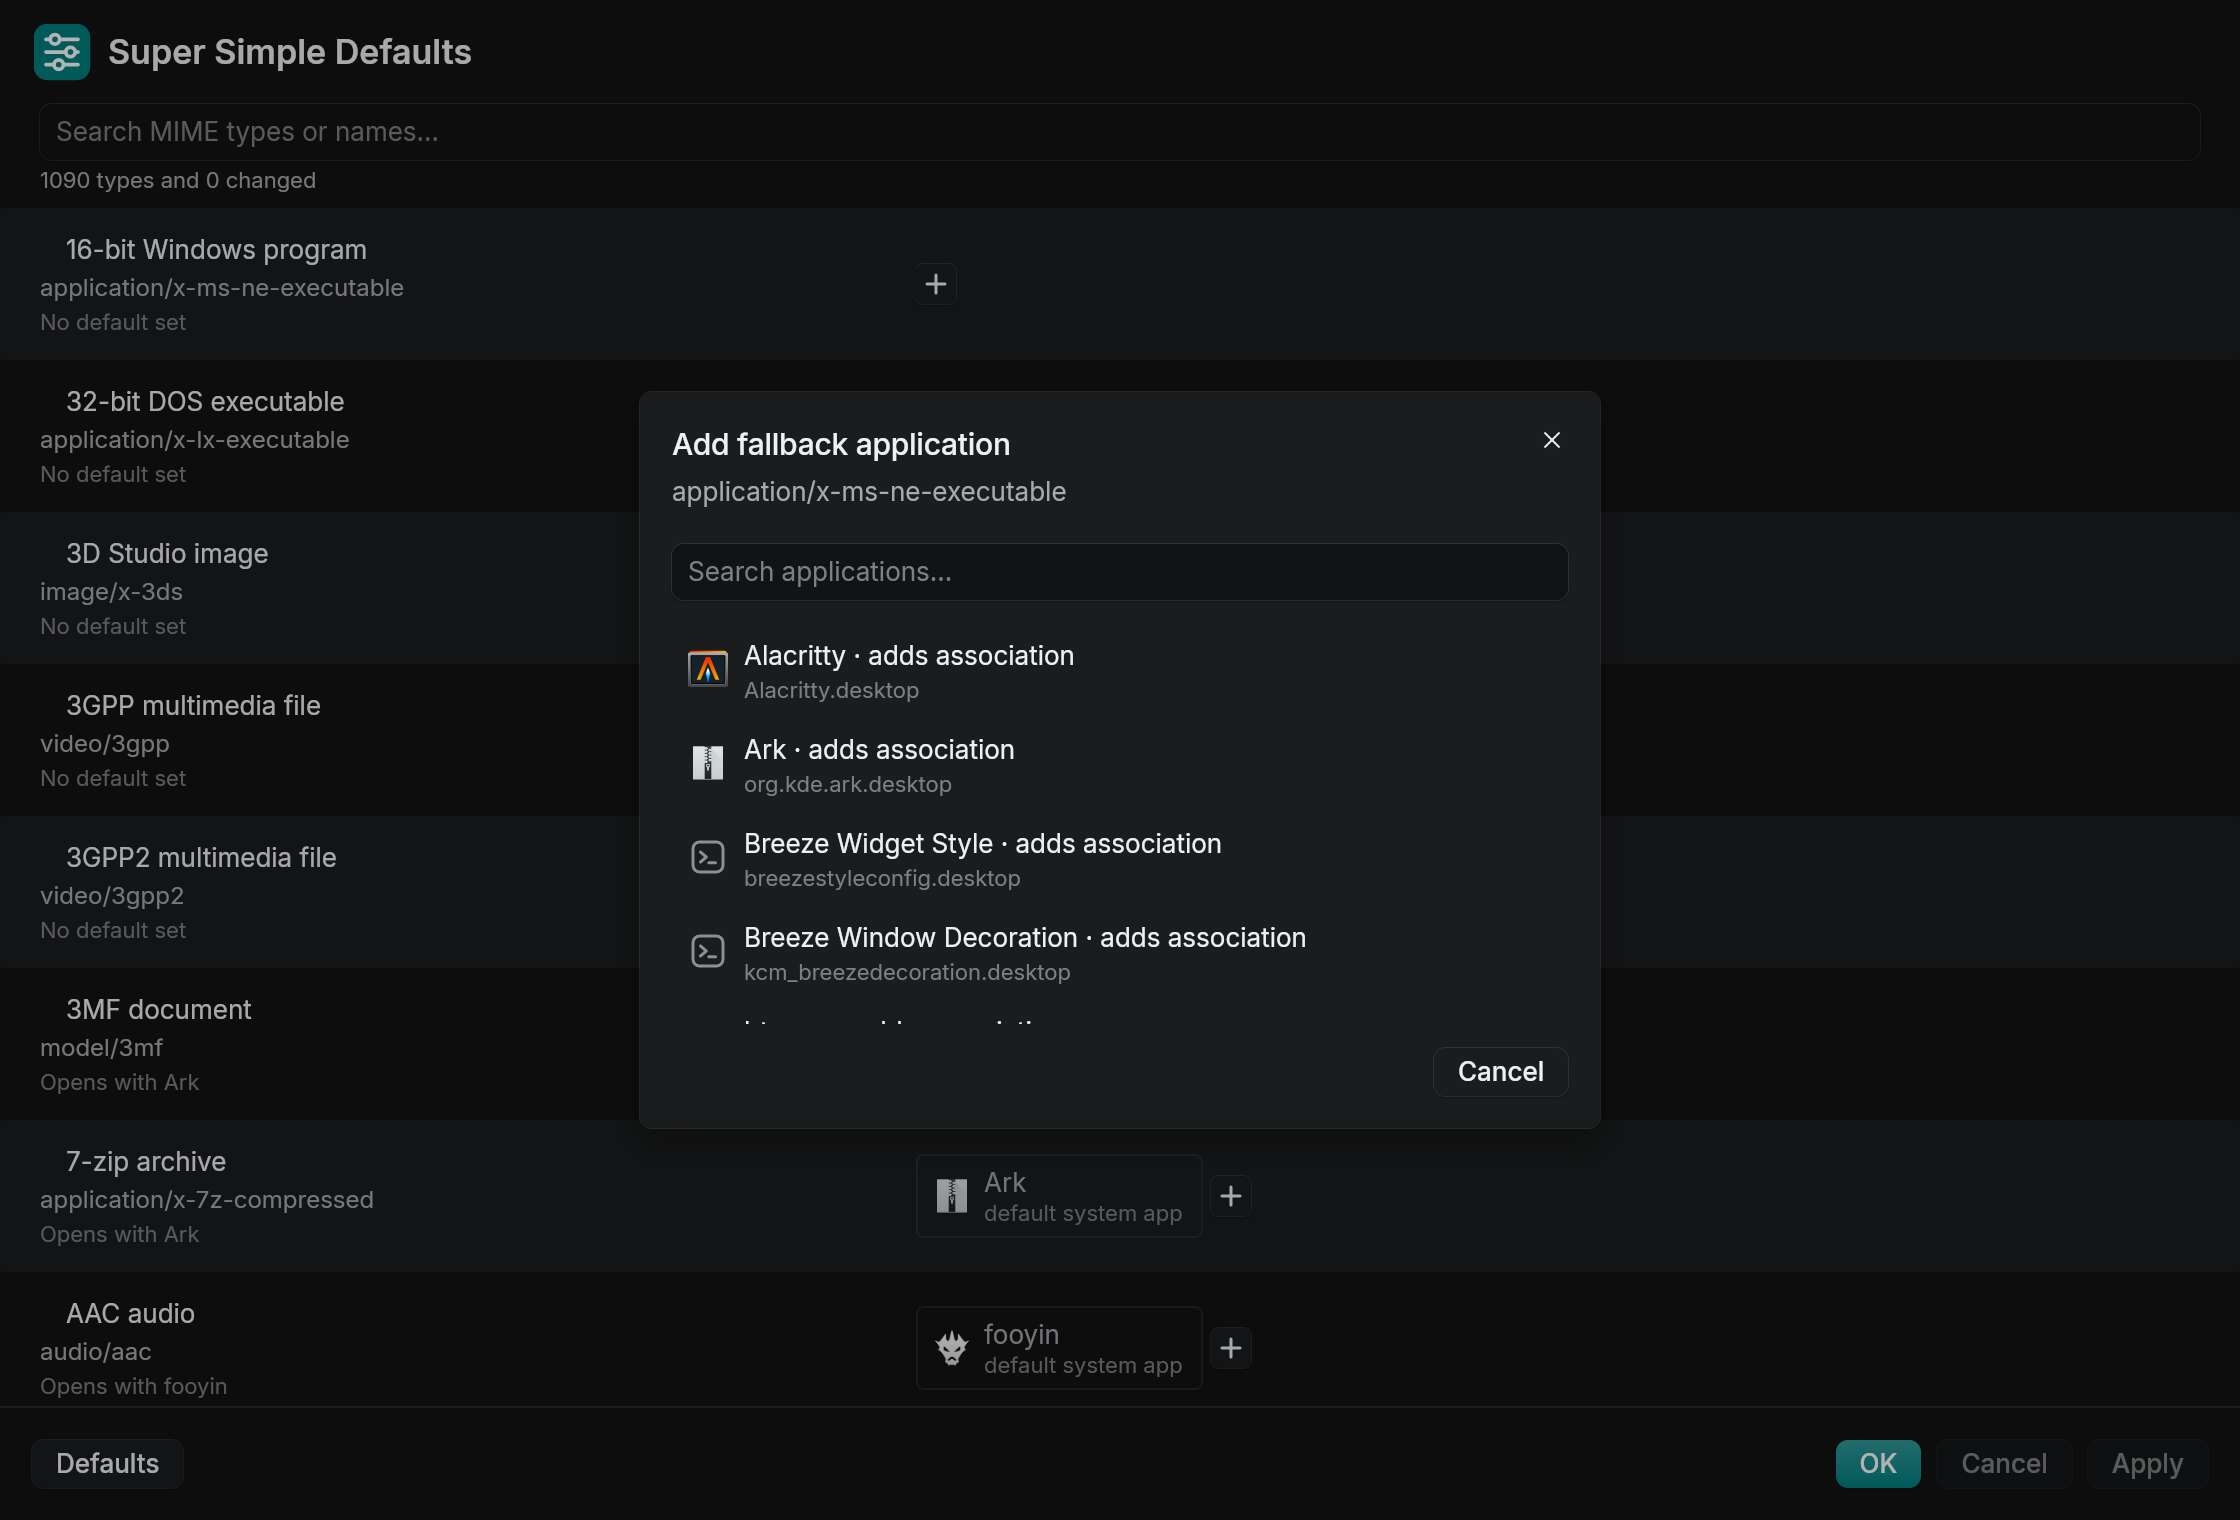 Super Simple Defaults
Search MIME types or names...
1090 types and 0 changed
16-bit Windows program
application/x-ms-ne-executable
No default set
32-bit DOS executable
application/x-lx-executable
No default set
3D Studio image
image/x-3ds
No default set
3GPP multimedia file
video/3gpp
No default set
3GPP2 multimedia file
video/3gpp2
No default set
3MF document
model/3mf
Opens with Ark
7-zip archive
application/x-7z-compressed
Opens with Ark
Ark
default system app
AAC audio
audio/aac
Opens with fooyin
fooyin
default system app
Add fallback application
application/x-ms-ne-executable
Search applications...
Alacritty · adds association
Alacritty.desktop
Ark · adds association
org.kde.ark.desktop
Breeze Widget Style · adds association
breezestyleconfig.desktop
Breeze Window Decoration · adds association
kcm_breezedecoration.desktop
Cancel
Defaults
OK
Cancel
Apply